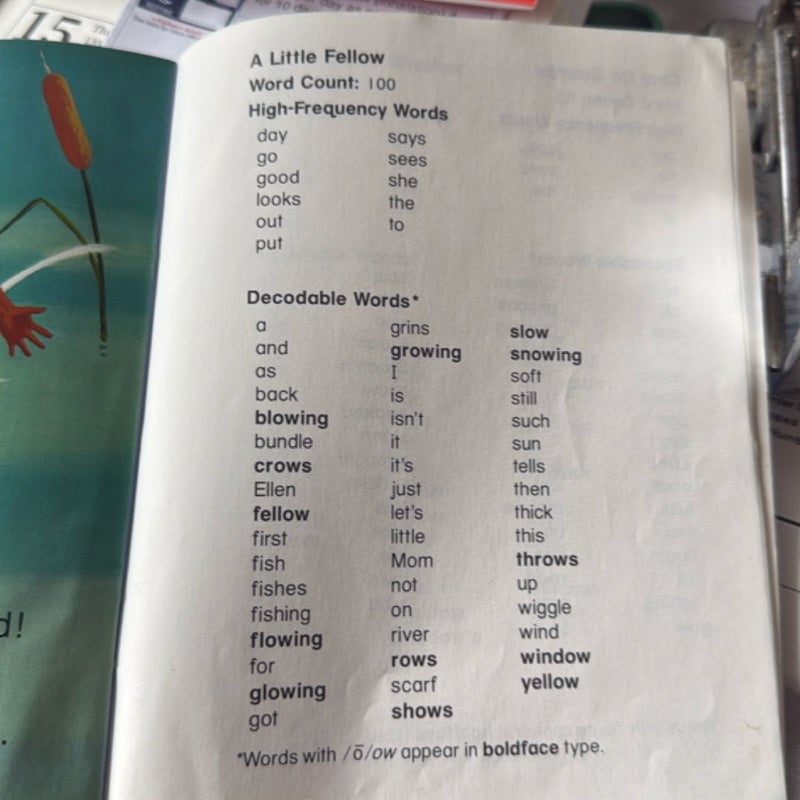 15
A Little Fellow
Word Count: 100
High-Frequency Words
day says
go sees
good she
looks the
out to
put
Decodable Words*
a grins slow
and growing snowing
as I soft
back is still
blowing isn't such
bundle it sun
crows it's tells
Ellen just then
fellow let's thick
first little this
fish Mom throws
fishes not up
fishing on wiggle
flowing river wind
for rows window
glowing scarf yellow
got shows
*Words with /ō/ow appear in boldface type.
d!